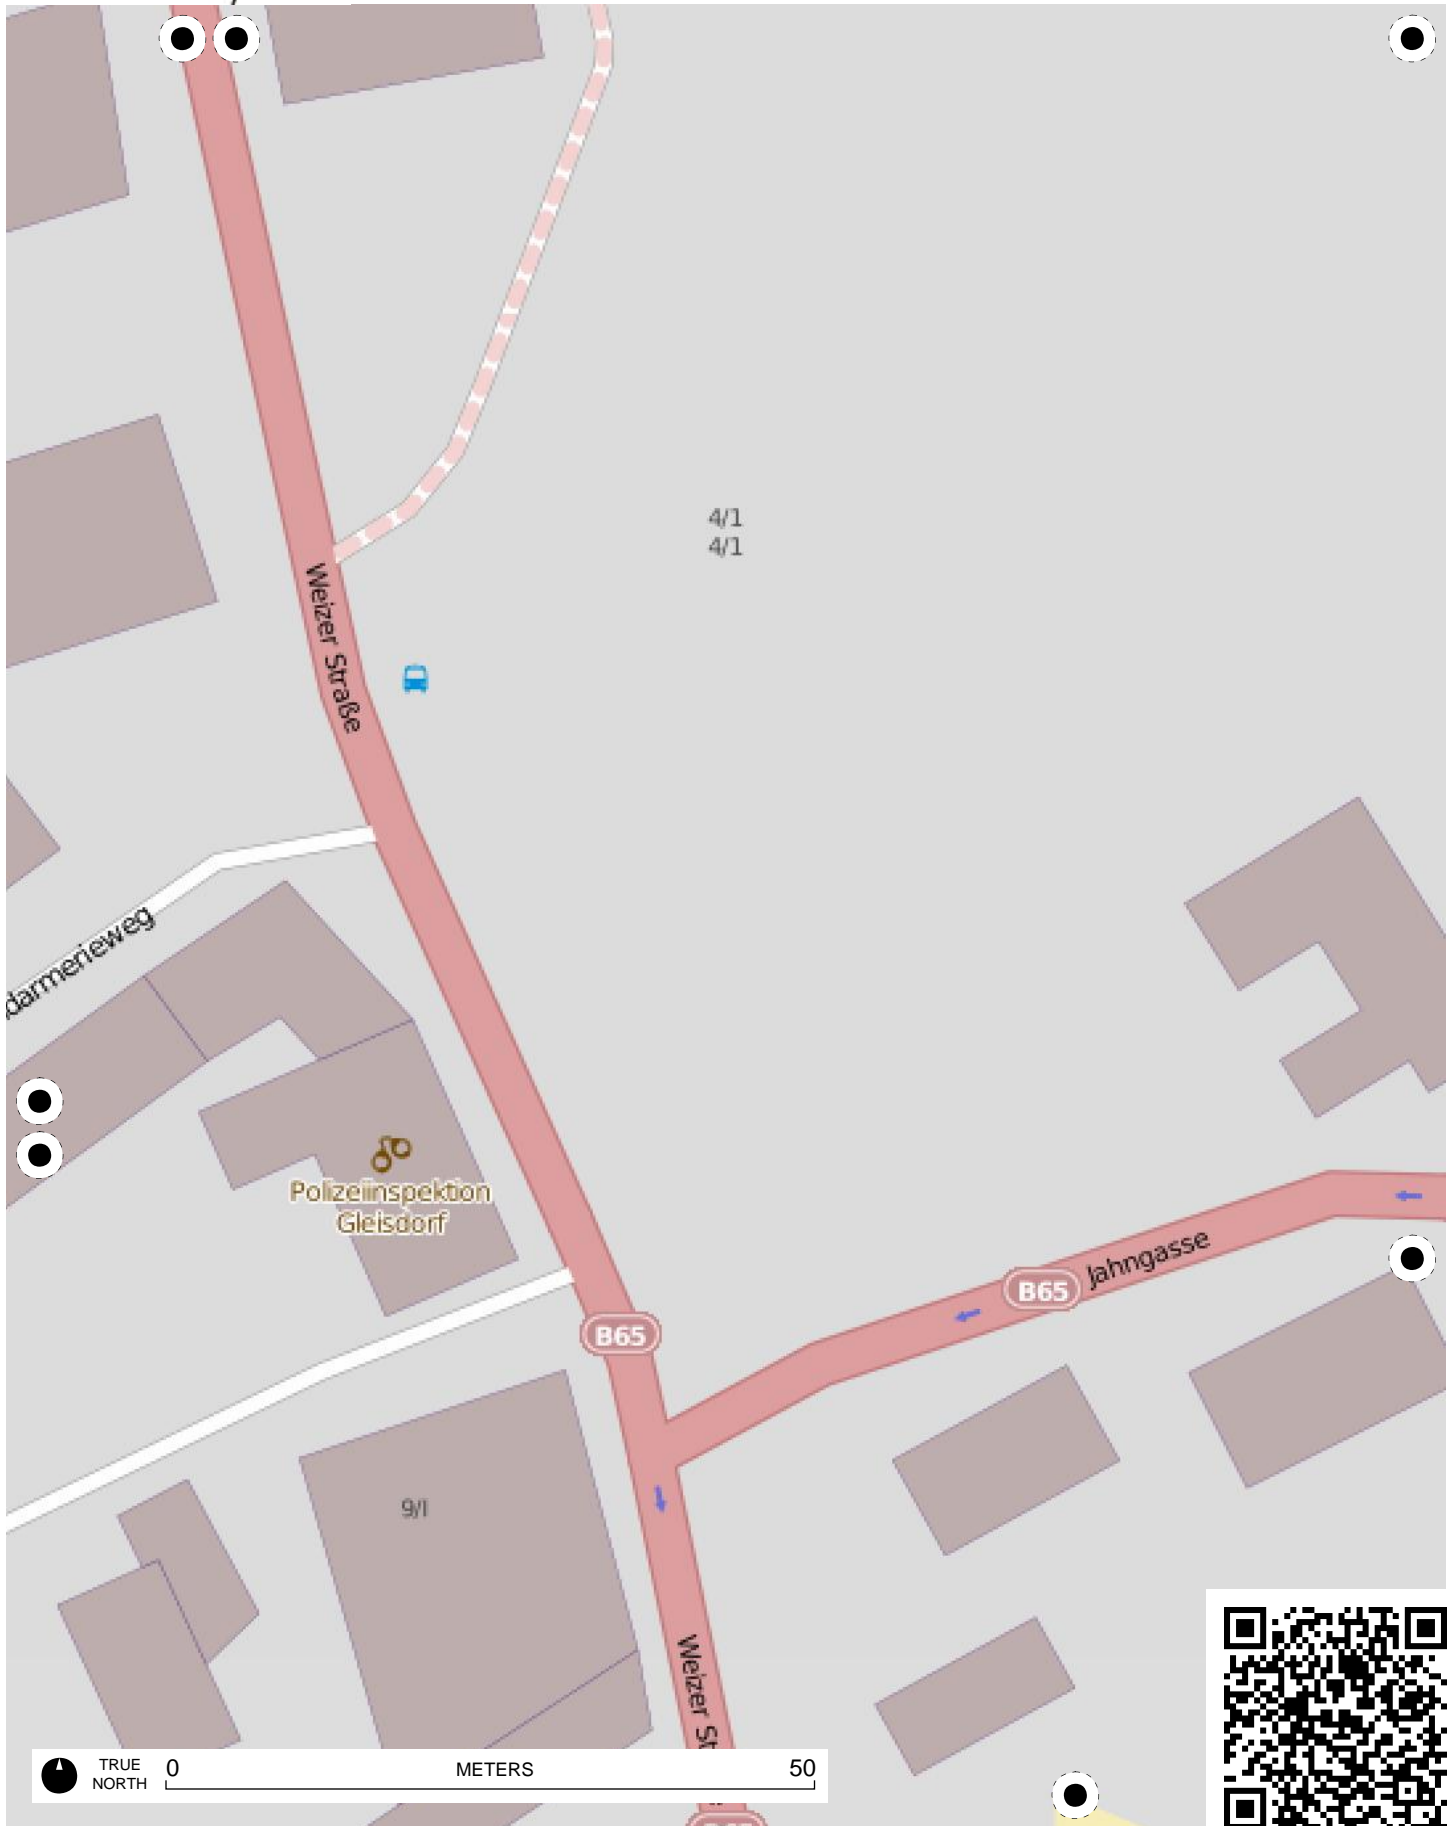 4/1
4/1
Weizer Straße
darmerieweg
Polizeiinspektion
Gleisdorf
Jahngasse
B65
B65
9/I
Weizer St
TRUE
NORTH
0
METERS
50